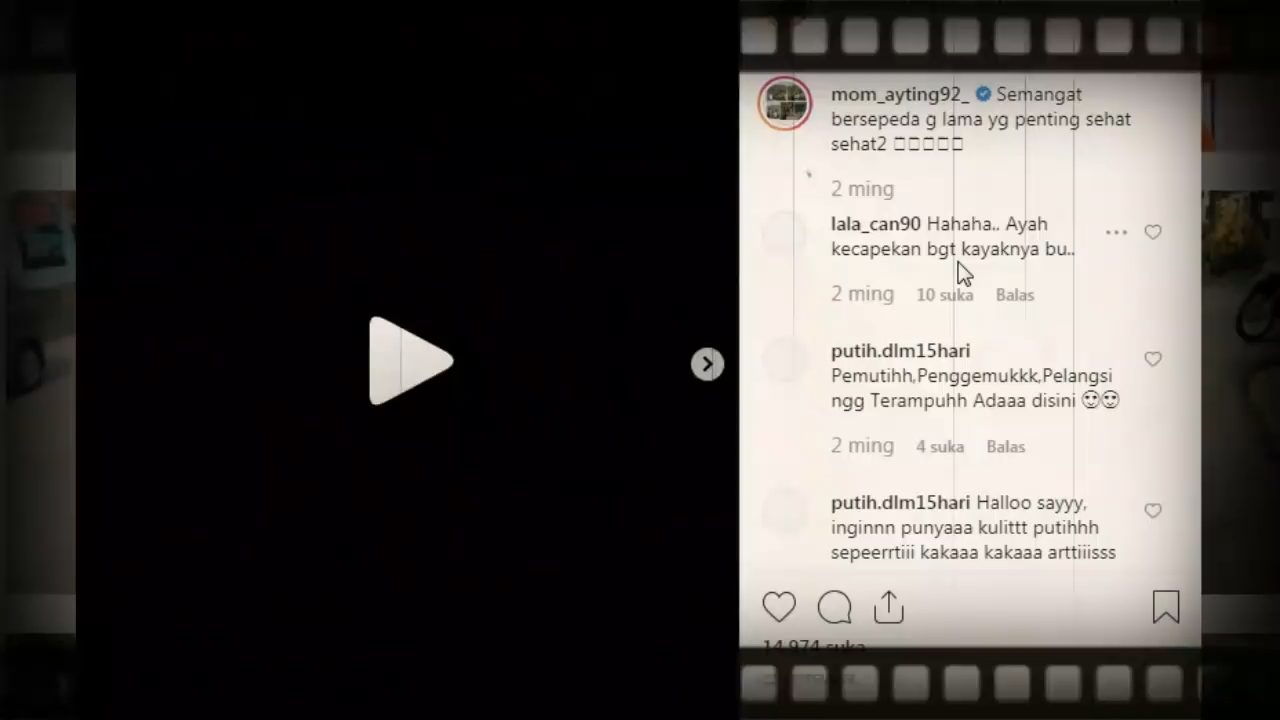 mom_ayting92_ Semangat
bersepeda g lama yg penting sehat
sehat2 □□□□□
2 ming
lala_can90 Hahaha.. Ayah
kecapekan bgt kayaknya bu..
2 ming 10 suka Balas
putih.dlm15hari
Pemutihh,Penggemukkk,Pelangsi
ngg Terampuhh Adaaa disini 
2 ming 4 suka Balas
putih.dlm15hari Halloo sayyy,
inginnn punyaaa kulittt putihhh
sepeerrtiii kakaaa kakaaa arttiiisss
14.974 suka